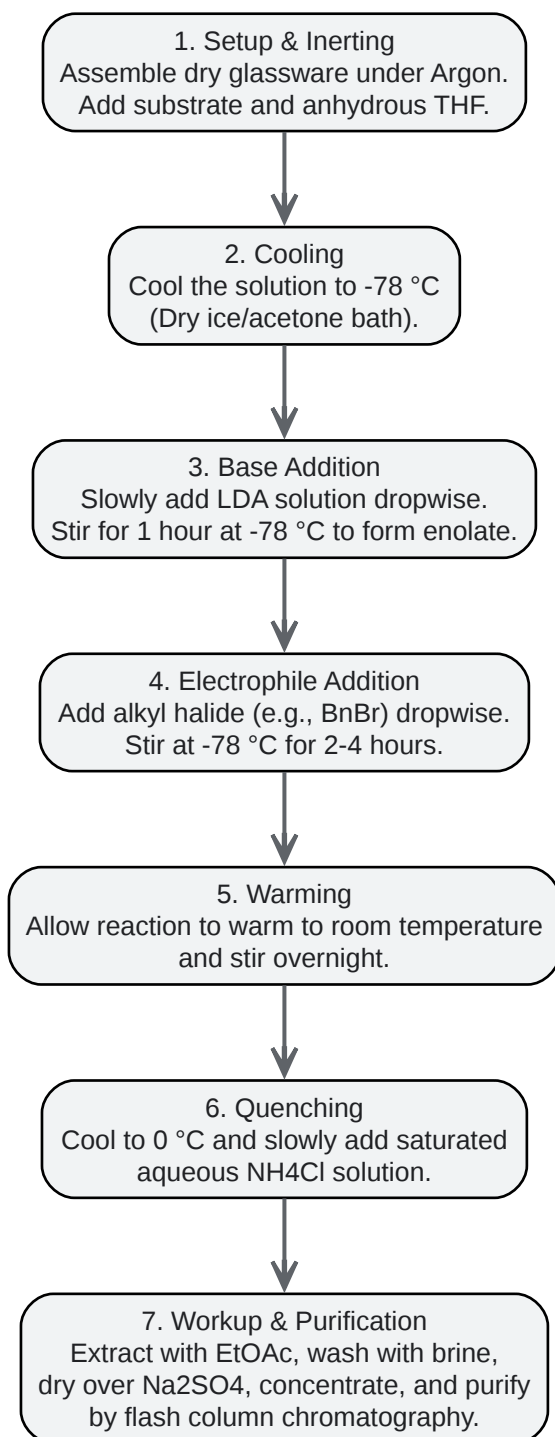 1. Setup & Inerting
Assemble dry glassware under Argon.
Add substrate and anhydrous THF.
2. Cooling
Cool the solution to -78 °C
(Dry ice/acetone bath).
3. Base Addition
Slowly add LDA solution dropwise.
Stir for 1 hour at -78 °C to form enolate.
4. Electrophile Addition
Add alkyl halide (e.g., BnBr) dropwise.
Stir at -78 °C for 2-4 hours.
5. Warming
Allow reaction to warm to room temperature
and stir overnight.
6. Quenching
Cool to 0 °C and slowly add saturated
aqueous NH4Cl solution.
7. Workup & Purification
Extract with EtOAc, wash with brine,
dry over Na2SO4, concentrate, and purify
by flash column chromatography.